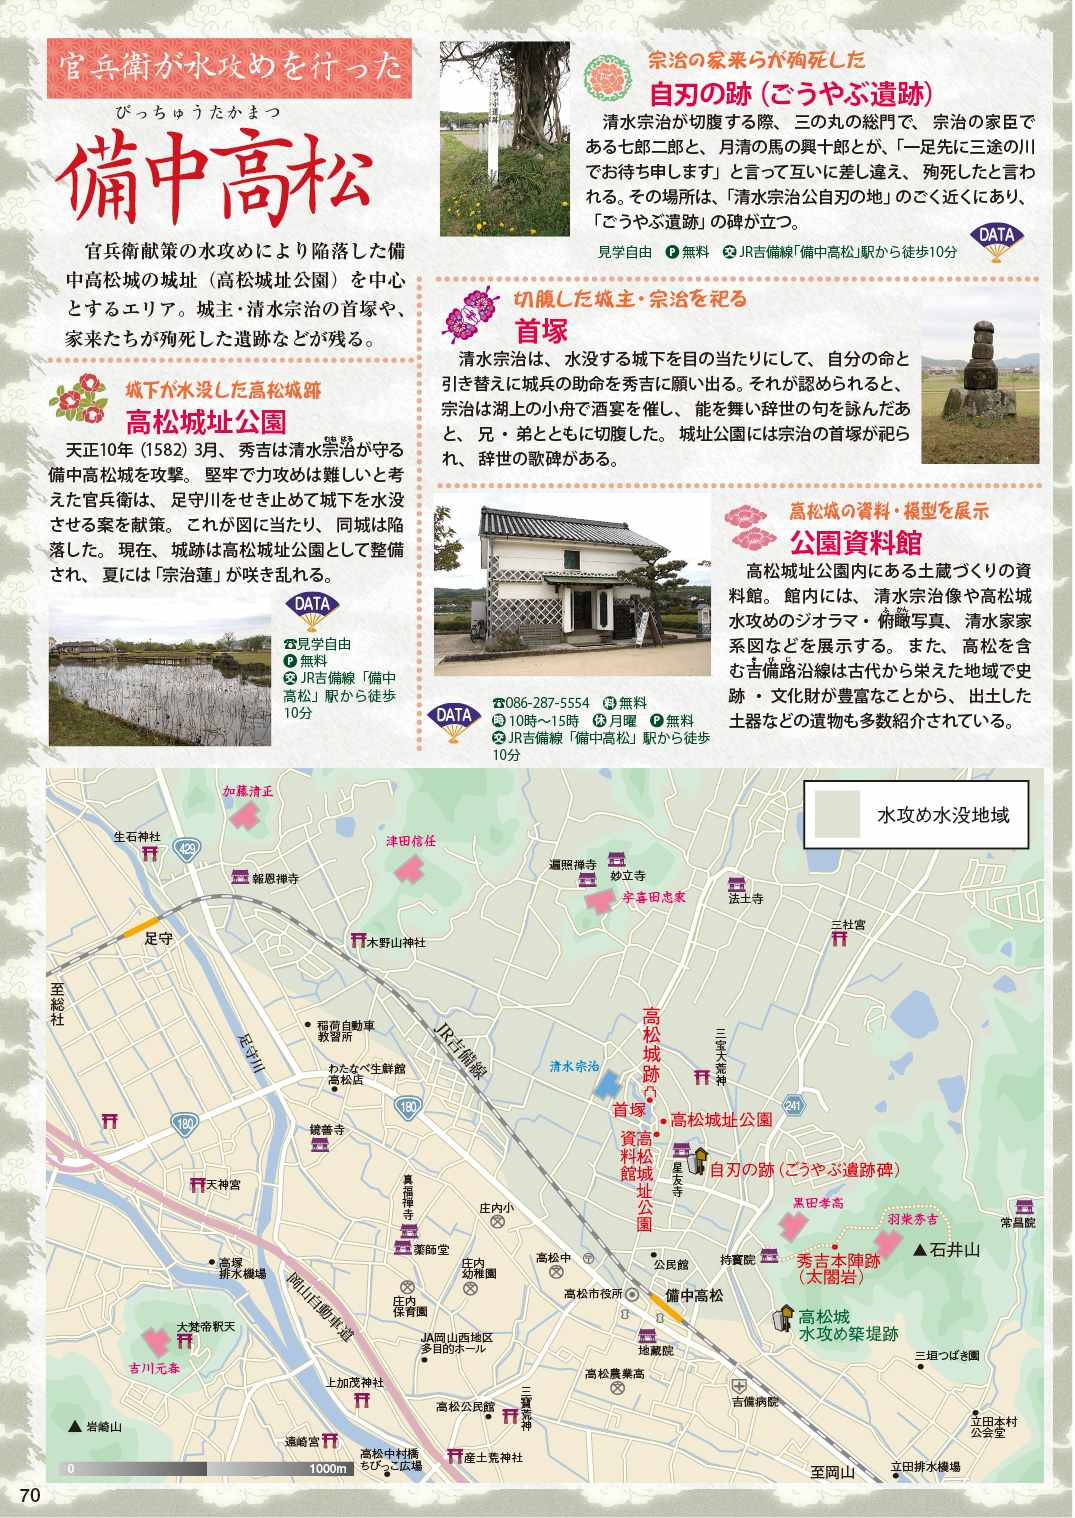 官兵衛が水攻めを行った
びっちゅうたかまつ
備中高松
官兵衛献策の水攻めにより陥落した備
中高松城の城址（高松城址公園）を中心
とするエリア。城主・清水宗治の首塚や、
家来たちが殉死した遺跡などが残る。
城下が水没した高松城跡
高松城址公園
天正10年（1582）3月、秀吉は清水宗治が守る
むねはる
備中高松城を攻撃。堅牢で力攻めは難しいと考
えた官兵衛は、足守川をせき止めて城下を水没
させる案を献策。これが図に当たり、同城は陥
落した。現在、城跡は高松城址公園として整備
され、夏には「宗治蓮」が咲き乱れる。
DATA
☎見学自由
P無料
交JR吉備線「備中
高松」駅から徒歩
10分
宗治の家来らが殉死した
自刃の跡（ごうやぶ遺跡）
清水宗治が切腹する際、三の丸の総門で、宗治の家臣で
ある七郎二郎と、月清の馬の興十郎とが、「一足先に三途の川
でお待ち申します」と言って互いに差し違え、殉死したと言わ
れる。その場所は、「清水宗治公自刃の地」のごく近くにあり、
「ごうやぶ遺跡」の碑が立つ。
DATA
見学自由 P無料 交JR吉備線「備中高松」駅から徒歩10分
切腹した城主・宗治を祀る
首塚
清水宗治は、水没する城下を目の当たりにして、自分の命と
引き替えに城兵の助命を秀吉に願い出る。それが認められると、
宗治は湖上の小舟で酒宴を催し、能を舞い辞世の句を詠んだあ
と、兄・弟とともに切腹した。城址公園には宗治の首塚が祀ら
れ、辞世の歌碑がある。
高松城の資料・模型を展示
公園資料館
高松城址公園内にある土蔵づくりの資
料館。館内には、清水宗治像や高松城
水攻めのジオラマ・俯瞰写真、清水家家
ふかん
系図などを展示する。また、高松を含
む吉備路沿線は古代から栄えた地域で史
きびじ
跡・文化財が豊富なことから、出土した
土器などの遺物も多数紹介されている。
DATA
☎086-287-5554 料無料
時10時～15時 休月曜 P無料
交JR吉備線「備中高松」駅から徒歩
10分
水攻め水没地域
加藤清正
生石神社
429
津田信任
報恩禅寺
遍照禅寺
妙立寺
宇喜田忠家
法土寺
三社宮
足守
木野山神社
至総社
足守川
稲荷自動車
教習所
JR吉備線
わたなべ生鮮館
高松店
180
180
鏡善寺
清水宗治
高松城跡
三宝大荒神
首塚
高松城址公園
241
高松城址公園
資料館
星友寺
自刃の跡（ごうやぶ遺跡碑）
天神宮
真福禅寺
庄内小
薬師堂
黒田孝高
羽柴秀吉
常昌院
石井山
高塚
排水機場
庄内
幼稚園
高松中
公民館
持寳院
秀吉本陣跡
（太閤岩）
岡山自動車道
庄内
保育園
高松市役所
備中高松
高松城
水攻め築堤跡
大梵帝釈天
吉川元春
JA岡山西地区
多目的ホール
地蔵院
三垣つばき園
上加茂神社
高松農業高
吉備病院
高松公民館
三寶荒神
岩崎山
遠崎宮
高松中村橋
ちびっこ広場
産土荒神社
立田本村
公会堂
至岡山
立田排水機場
0
1000m
70